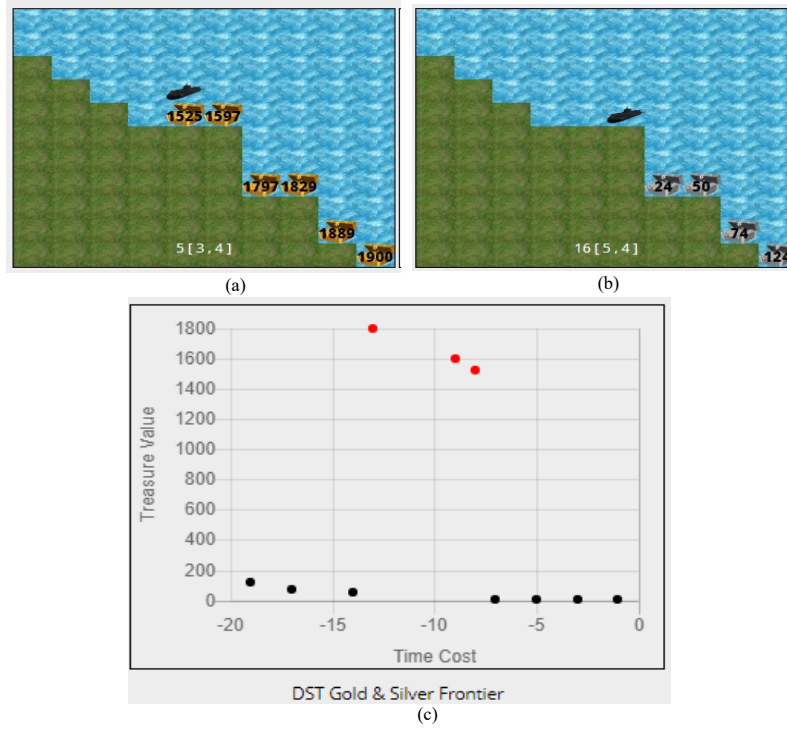 1525 1597
1797 1829
1889
5[3,4]
1900
(a)
24 50
74
16[5,4]
124
(b)
1800
1600
1400
1200
1000
800
600
400
200
0
Treasure Value
-20 -15 -10 -5 0
Time Cost
DST Gold & Silver Frontier
(c)